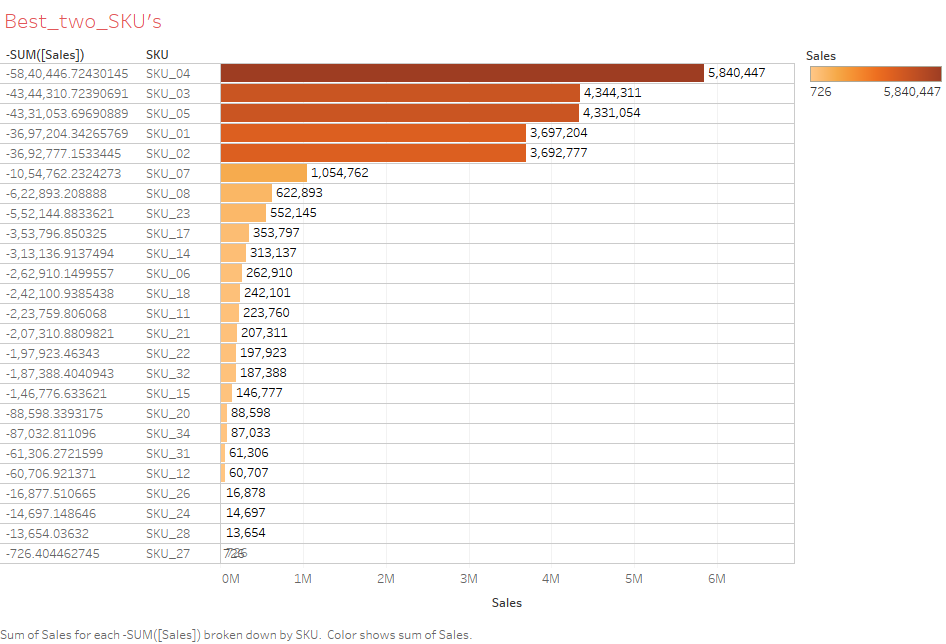 Best_two_SKU's
-SUM([Sales]) SKU
-58,40,446.72430145 SKU_04 5,840,447
-43,44,310.72390691 SKU_03 4,344,311
-43,31,053.69690889 SKU_05 4,331,054
-36,97,204.34265769 SKU_01 3,697,204
-36,92,777.1533445 SKU_02 3,692,777
-10,54,762.2324273 SKU_07 1,054,762
-6,22,893.208888 SKU_08 622,893
-5,52,144.8833621 SKU_23 552,145
-3,53,796.850325 SKU_17 353,797
-3,13,136.9137494 SKU_14 313,137
-2,62,910.1499557 SKU_06 262,910
-2,42,100.9385438 SKU_18 242,101
-2,23,759.806068 SKU_11 223,760
-2,07,310.8809821 SKU_21 207,311
-1,97,923.46343 SKU_22 197,923
-1,87,388.4040943 SKU_32 187,388
-1,46,776.633621 SKU_15 146,777
-88,598.3393175 SKU_20 88,598
-87,032.811096 SKU_34 87,033
-61,306.2721599 SKU_31 61,306
-60,706.921371 SKU_12 60,707
-16,877.510665 SKU_26 16,878
-14,697.148646 SKU_24 14,697
-13,654.03632 SKU_28 13,654
-726.404462745 SKU_27 726
0M 1M 2M 3M 4M 5M 6M
Sales
Sales
726 5,840,447
Sum of Sales for each -SUM([Sales]) broken down by SKU. Color shows sum of Sales.